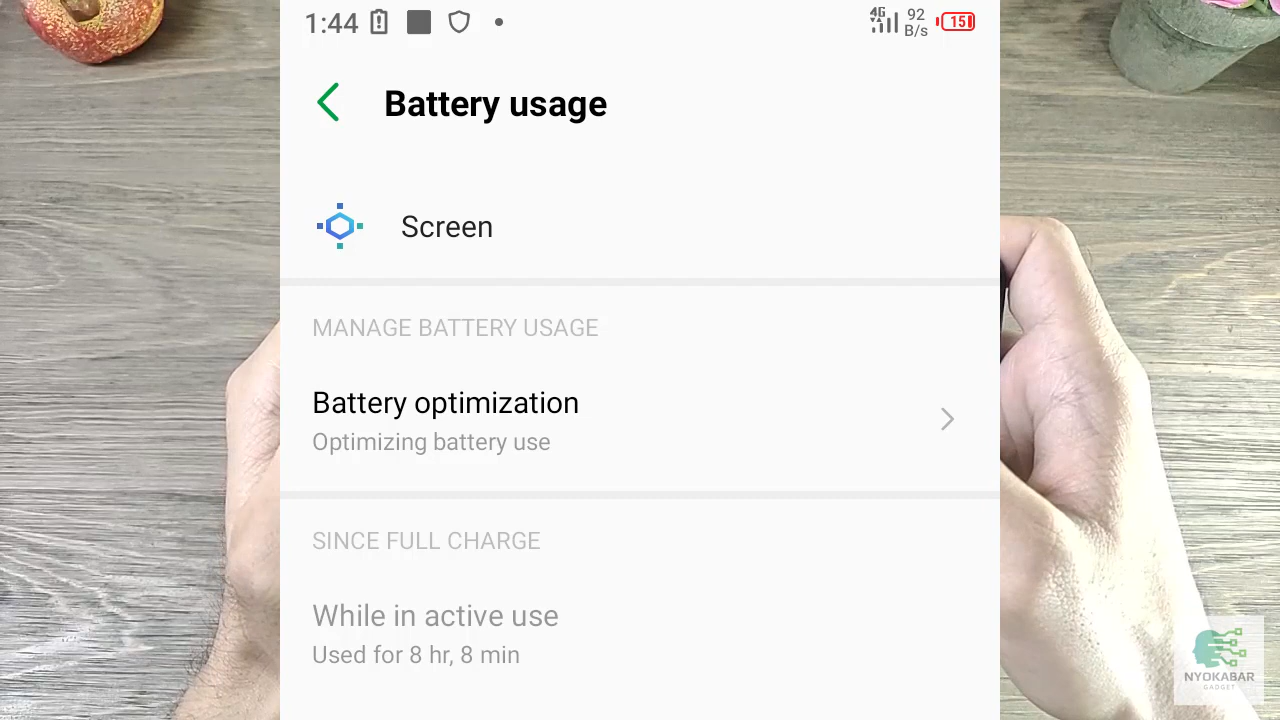 1:44
4G 92 B/s 15
Battery usage
Screen
MANAGE BATTERY USAGE
Battery optimization
Optimizing battery use
SINCE FULL CHARGE
While in active use
Used for 8 hr, 8 min
NYOKABAR
GADGET